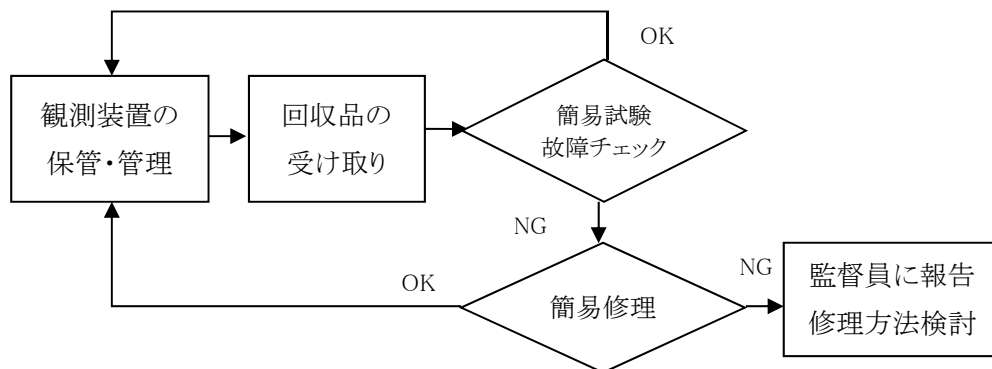 OK
観測装置の
保管・管理
回収品の
受け取り
簡易試験
故障チェック
NG
OK
簡易修理
NG
監督員に報告
修理方法検討